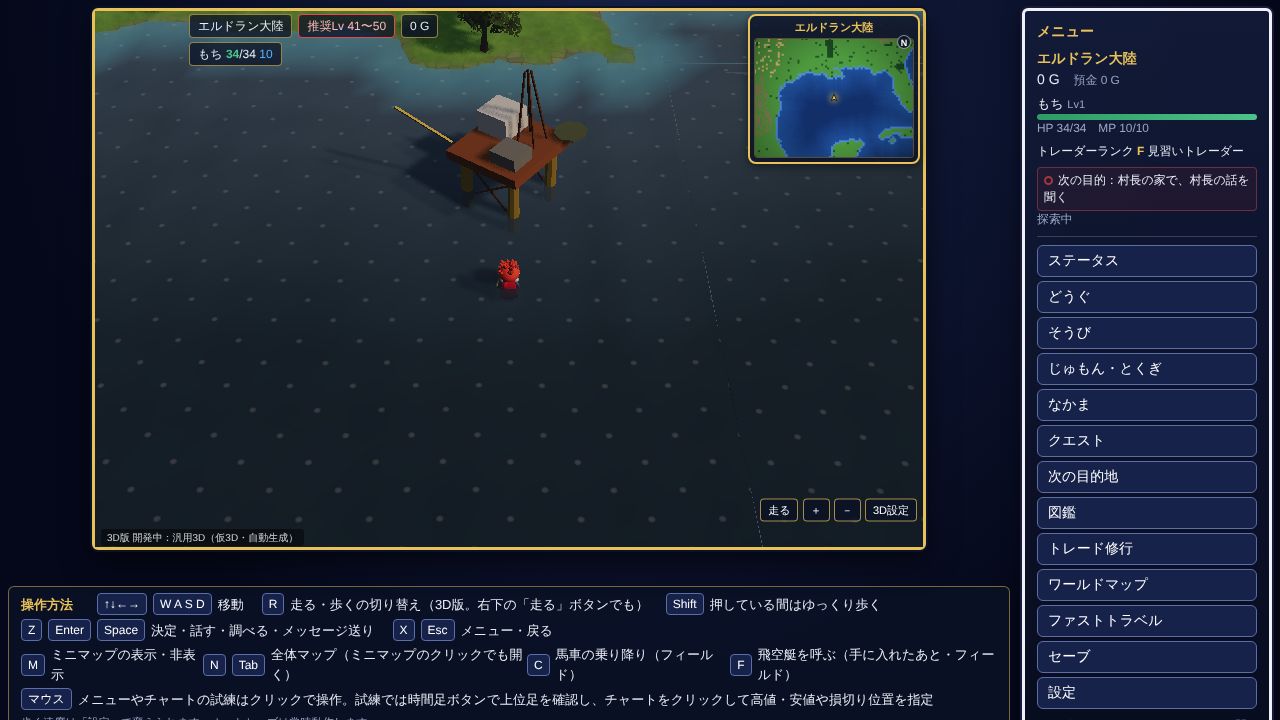 エルドラン大陸 推奨Lv 41〜50 0 G
もち 34/34 10
エルドラン大陸
N
走る ＋ － 3D設定
3D版 開発中：汎用3D（仮3D・自動生成）
操作方法 ↑↓←→ W A S D 移動 R 走る・歩くの切り替え（3D版。右下の「走る」ボタンでも） Shift 押している間はゆっくり歩く
Z Enter Space 決定・話す・調べる・メッセージ送り X Esc メニュー・戻る
M ミニマップの表示・非表示 N Tab 全体マップ（ミニマップのクリックでも開く） C 馬車の乗り降り（フィールド） F 飛空艇を呼ぶ（手に入れたあと・フィールド）
マウス メニューやチャートの試練はクリックで操作。試練では時間足ボタンで上位足を確認し、チャートをクリックして高値・安値や損切り位置を指定
メニュー
エルドラン大陸
0 G 預金 0 G
もち Lv1
HP 34/34 MP 10/10
トレーダーランク F 見習いトレーダー
次の目的：村長の家で、村長の話を
聞く
探索中
ステータス
どうぐ
そうび
じゅもん・とくぎ
なかま
クエスト
次の目的地
図鑑
トレード修行
ワールドマップ
ファストトラベル
セーブ
設定